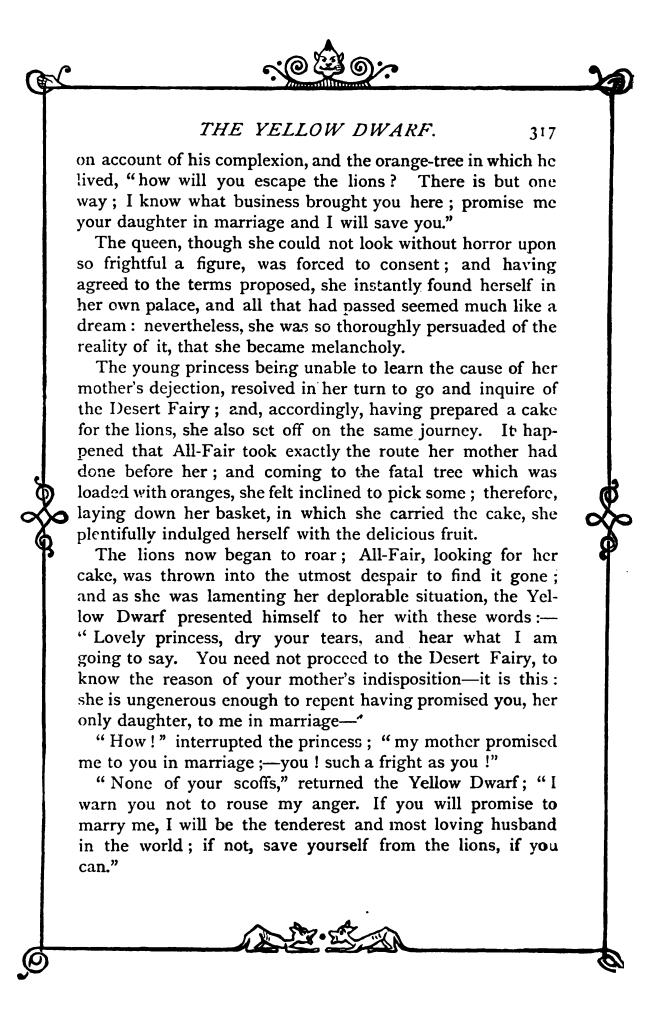 THE YELLOW DWARF. 317
on account of his complexion, and the orange-tree in which he
lived, “how will you escape the lions? There is but one
way; I know what business brought you here; promise me
your daughter in marriage and I will save you.”
The queen, though she could not look without horror upon
so frightful a figure, was forced to consent; and having
agreed to the terms proposed, she instantly found herself in
her own palace, and all that had passed seemed much like a
dream: nevertheless, she was so thoroughly persuaded of the
reality of it, that she became melancholy.
The young princess being unable to learn the cause of her
mother’s dejection, resolved in her turn to go and inquire of
the Desert Fairy; and, accordingly, having prepared a cake
for the lions, she also set off on the same journey. It hap-
pened that All-Fair took exactly the route her mother had
done before her; and coming to the fatal tree which was
loaded with oranges, she felt inclined to pick some; therefore,
laying down her basket, in which she carried the cake, she
plentifully indulged herself with the delicious fruit.
The lions now began to roar; All-Fair, looking for her
cake, was thrown into the utmost despair to find it gone;
and as she was lamenting her deplorable situation, the Yel-
low Dwarf presented himself to her with these words:—
“Lovely princess, dry your tears, and hear what I am
going to say. You need not proceed to the Desert Fairy, to
know the reason of your mother’s indisposition—it is this:
she is ungenerous enough to repent having promised you, her
only daughter, to me in marriage—”
“How!” interrupted the princess; “my mother promised
me to you in marriage;—you! such a fright as you!”
“None of your scoffs,” returned the Yellow Dwarf; “I
warn you not to rouse my anger. If you will promise to
marry me, I will be the tenderest and most loving husband
in the world; if not, save yourself from the lions, if you
can.”